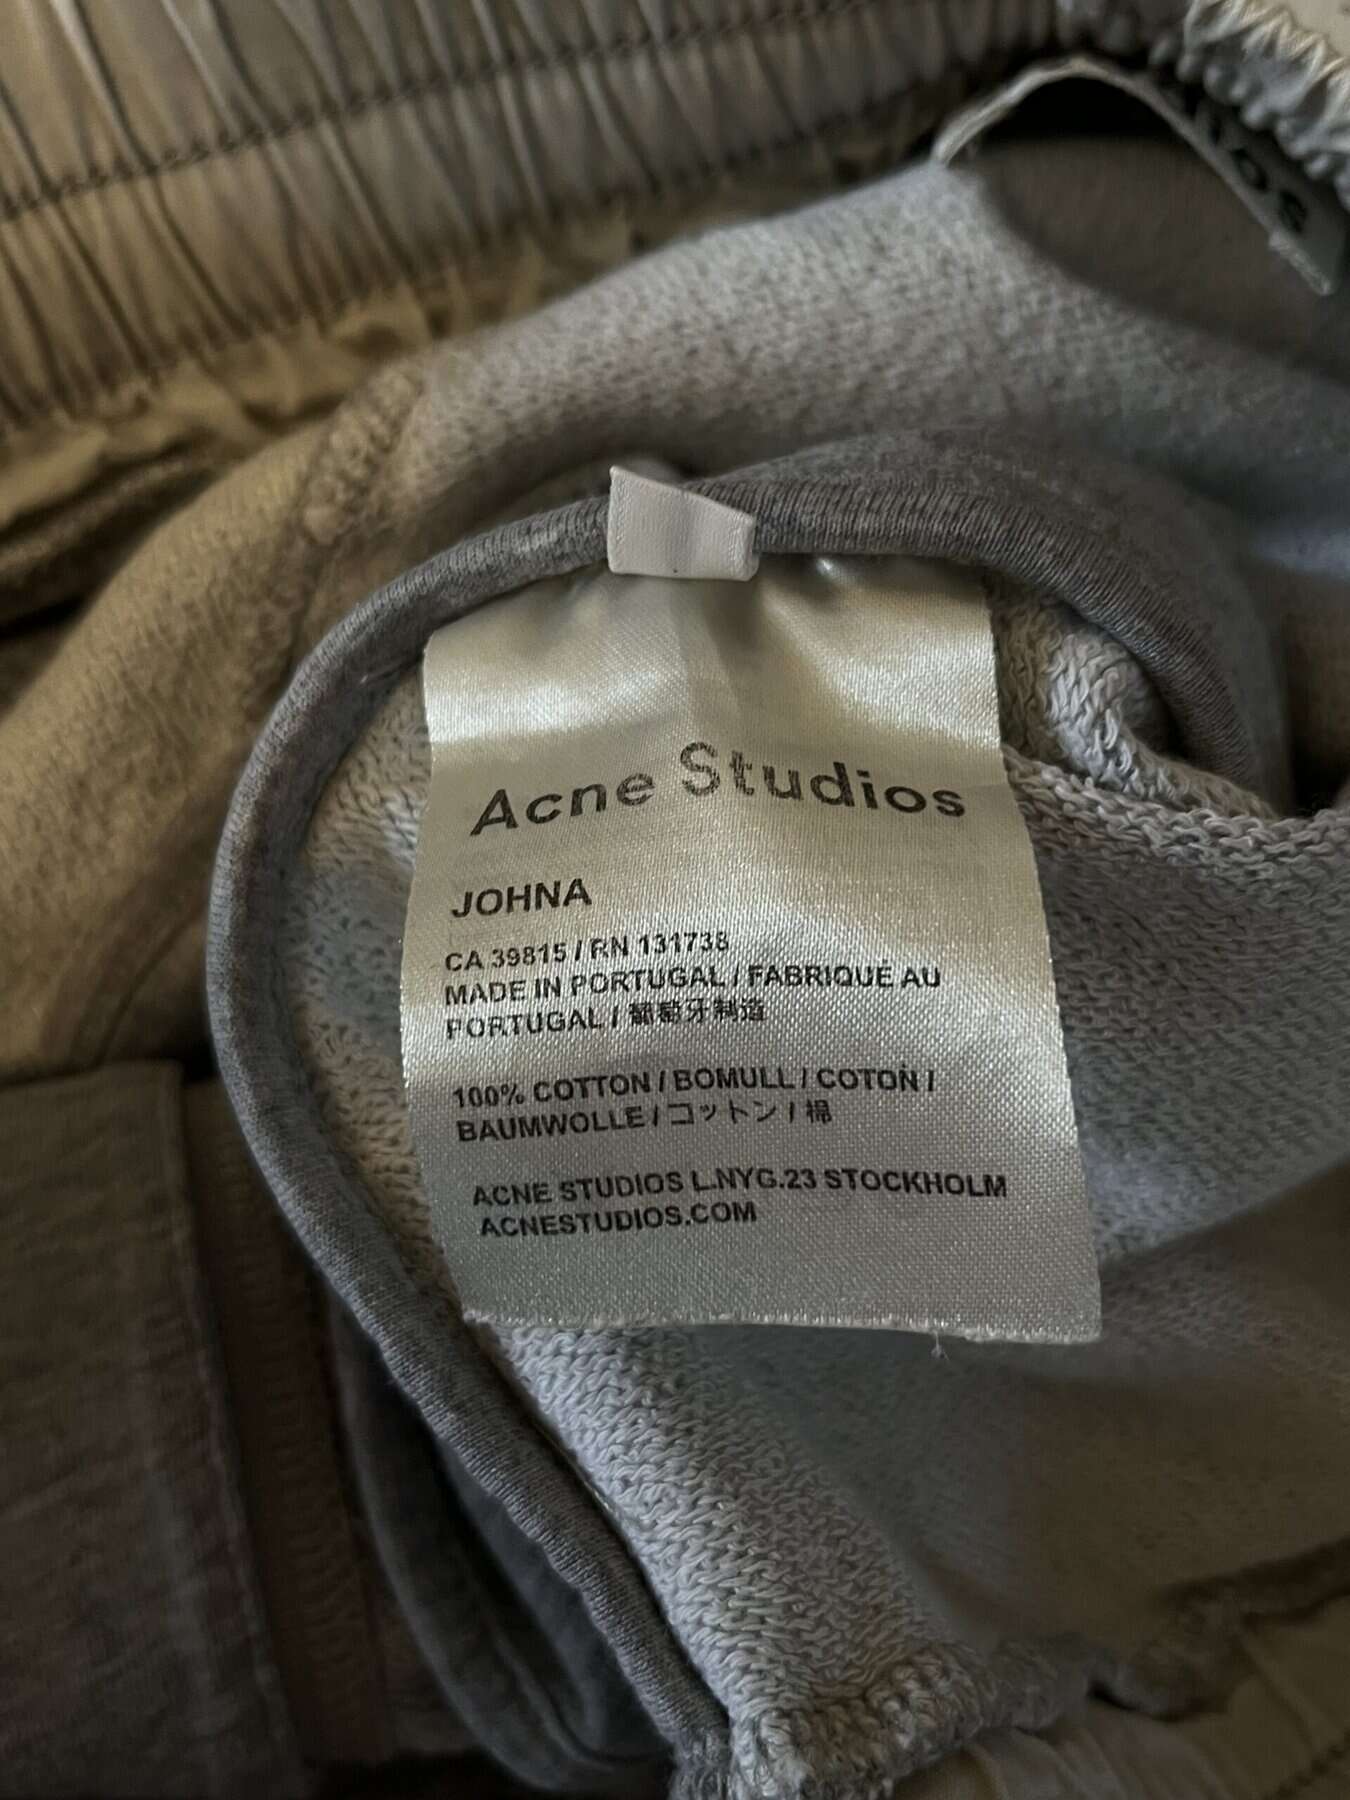 Acne Studios
JOHNA
CA 39815 / RN 131738
MADE IN PORTUGAL / FABRIQUÉ AU
PORTUGAL / 葡萄牙制造
100% COTTON / BOMULL / COTON /
BAUMWOLLE / コットン / 棉
ACNE STUDIOS L.NYG.23 STOCKHOLM
ACNESTUDIOS.COM